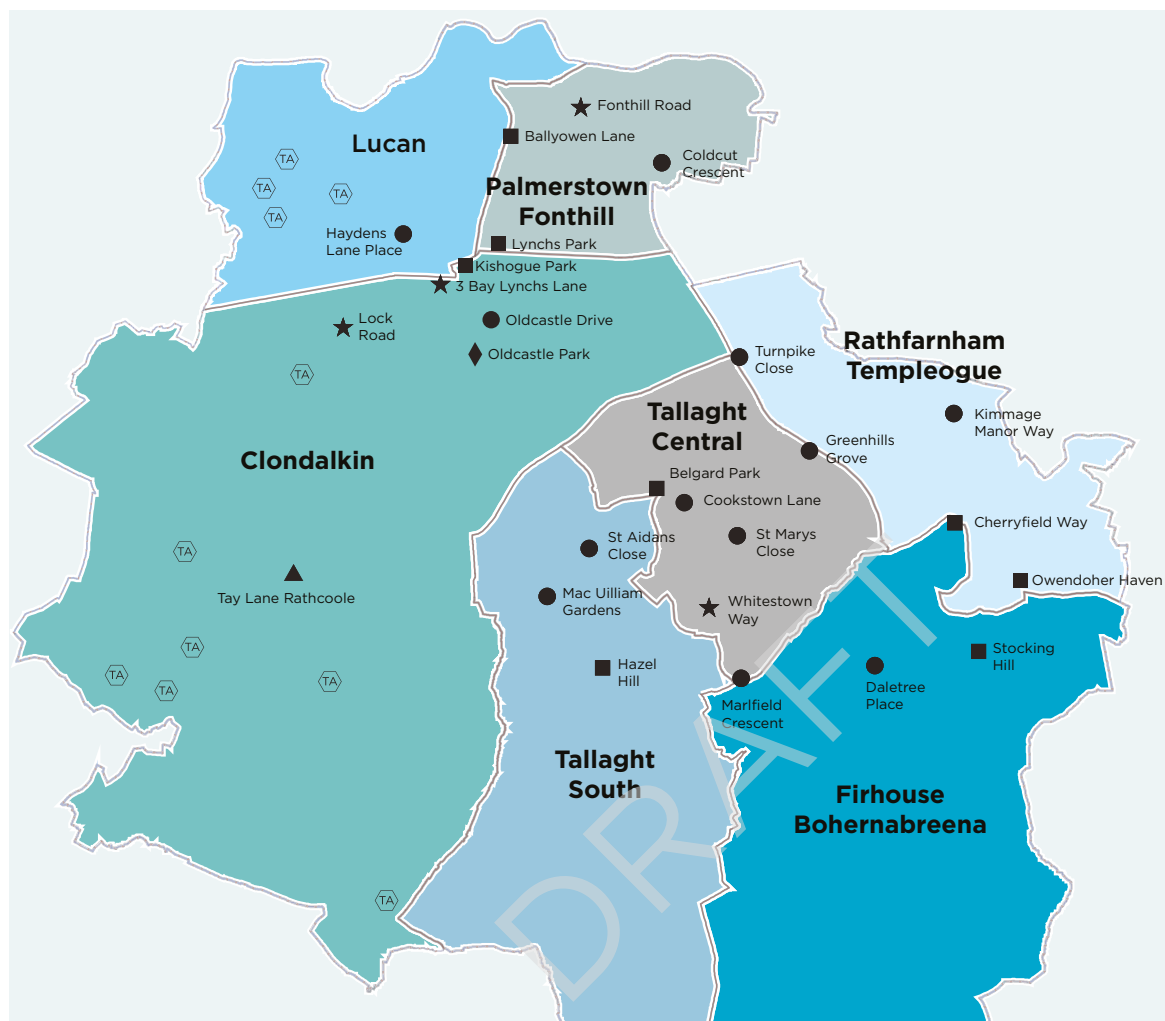 Fonthill Road
Ballyowen Lane
Lucan
Coldcut
Crescent
TA
TA
TA
TA
Palmerstown
Fonthill
Haydens
Lane Place
Lynchs Park
Kishogue Park
3 Bay Lynchs Lane
Lock
Road
Oldcastle Drive
Oldcastle Park
TA
Turnpike
Close
Rathfarnham
Templeogue
Kimmage
Manor Way
Tallaght
Central
Greenhills
Grove
Clondalkin
Belgard Park
Cookstown Lane
St Marys
Close
Cherryfield Way
St Aidans
Close
TA
Tay Lane Rathcoole
Mac Uilliam
Gardens
Whitestown
Way
Owendoher Haven
TA
TA
TA
TA
Hazel
Hill
Stocking
Hill
Daletree
Place
Marlfield
Crescent
Tallaght
South
Firhouse
Bohernabreena
TA
DRAFT